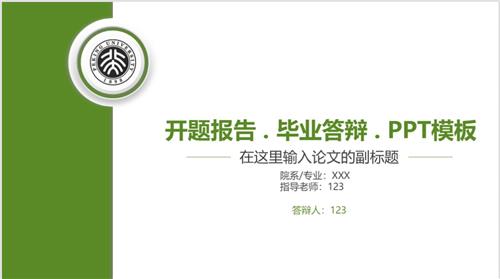 PEKING UNIVERSITY
1898
开题报告 . 毕业答辩 . PPT模板
在这里输入论文的副标题
院系/专业：XXX
指导老师：123
答辩人：123